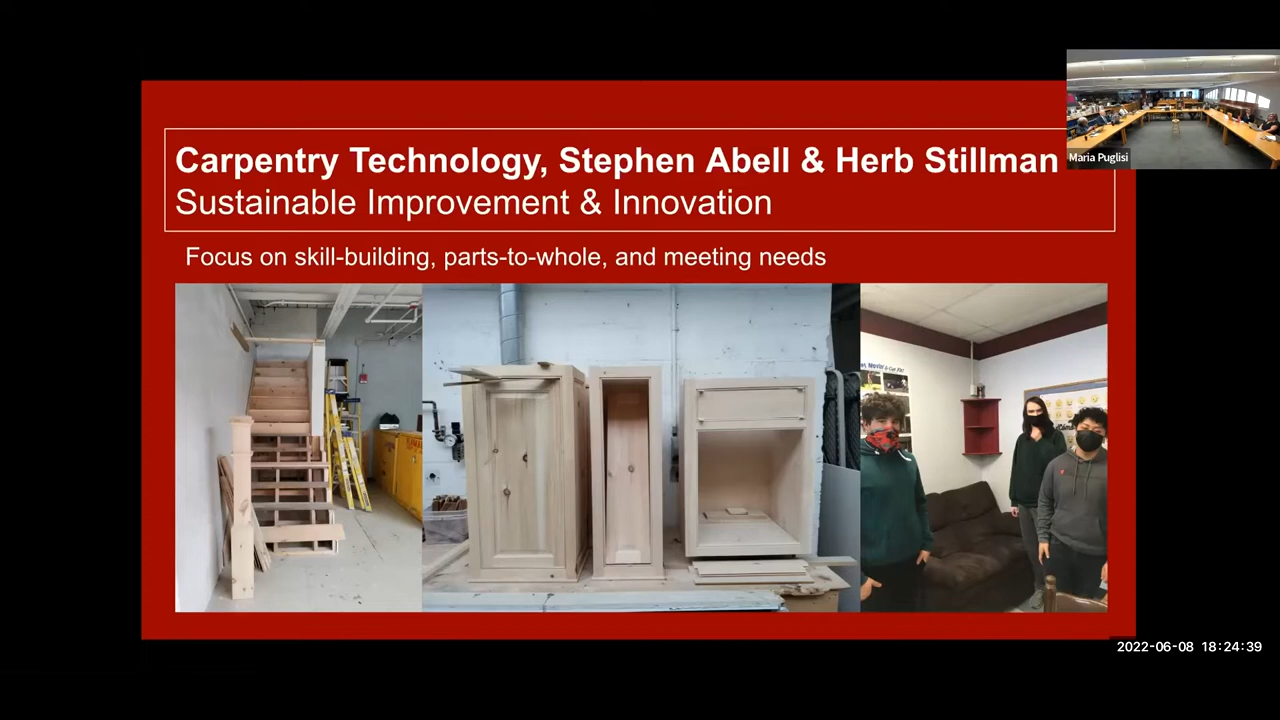 Carpentry Technology, Stephen Abell & Herb Stillman
Sustainable Improvement & Innovation
Focus on skill-building, parts-to-whole, and meeting needs
Maria Puglisi
2022-06-08 18:24:39